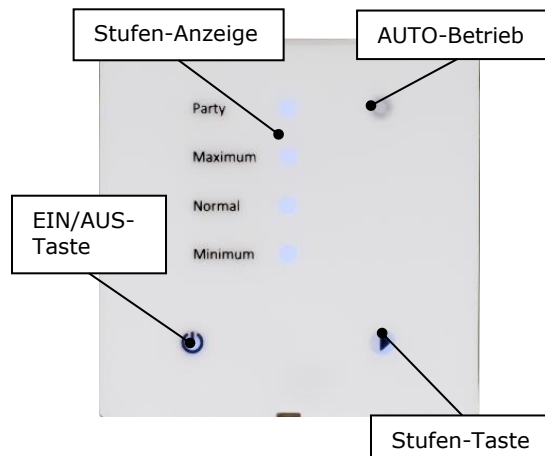 Stufen-Anzeige
AUTO-Betrieb
Party
Maximum
Normal
Minimum
EIN/AUS-
Taste
Stufen-Taste